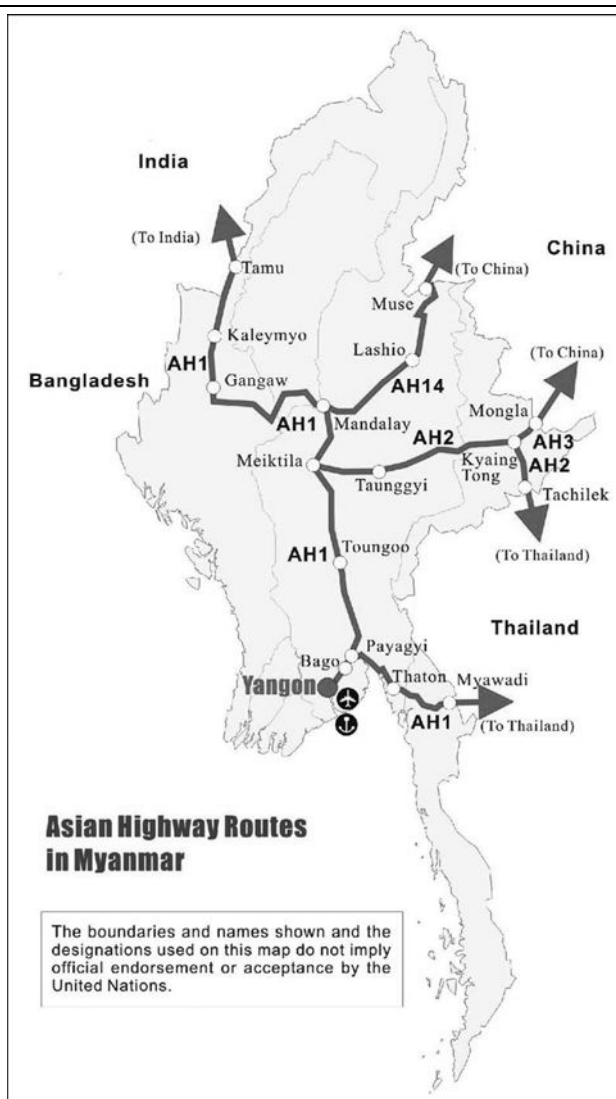 India
(To India)
Tamu
China
(To China)
Muse
Kaleymyo
Lashio
(To China)
AH1
Bangladesh
Gangaw
AH14
Mongla
AH1
Mandalay
AH2
AH3
Meiktila
Kyaing
Tong
AH2
Taunggyi
Tachilek
AH1
Toungoo
(To Thailand)
Thailand
Payagyi
Bago
Thaton
Myawadi
Yangon
AH1
(To Thailand)
Asian Highway Routes
in Myanmar
The boundaries and names shown and the
designations used on this map do not imply
official endorsement or acceptance by the
United Nations.